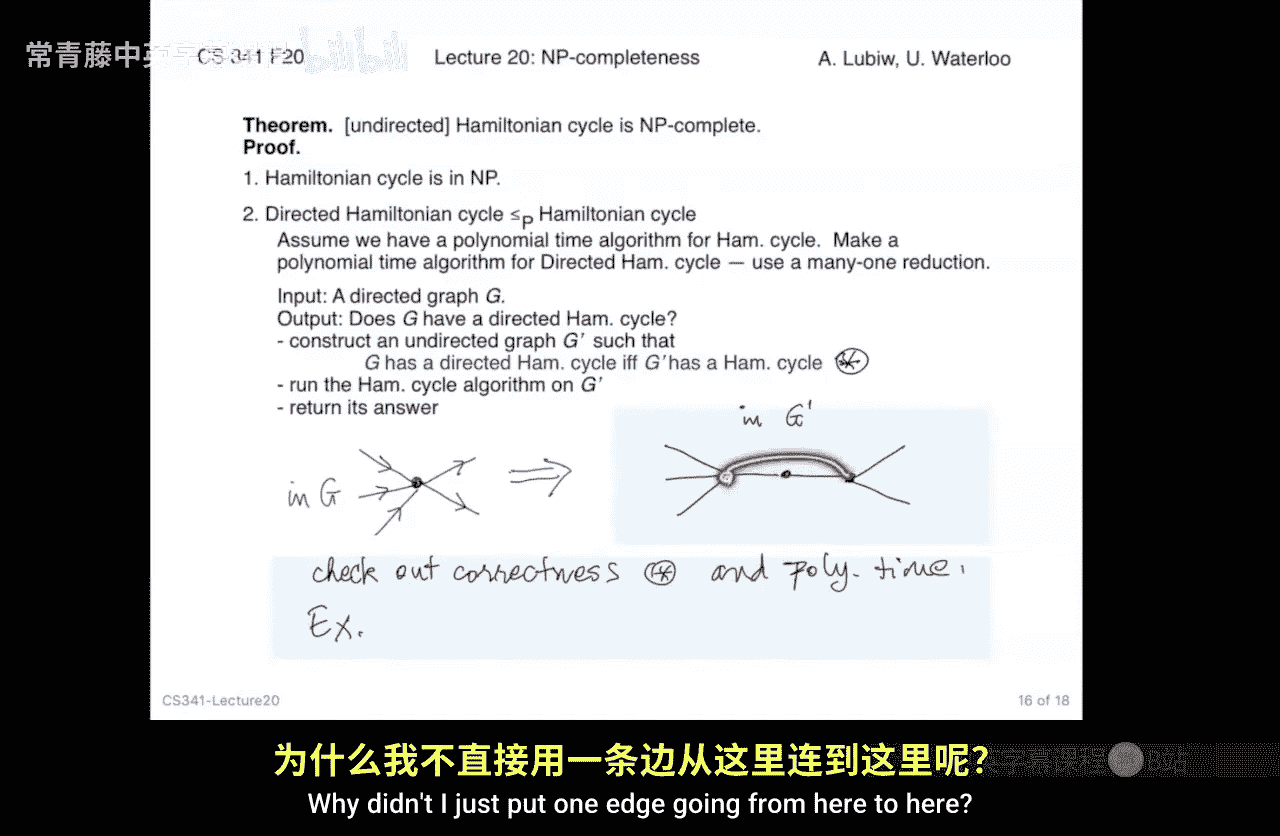 常青藤中英字
CS 341 F20 Lecture 20: NP-completeness A. Lubiw, U. Waterloo
Theorem. [undirected] Hamiltonian cycle is NP-complete.
Proof.
1. Hamiltonian cycle is in NP.
2. Directed Hamiltonian cycle ≤p Hamiltonian cycle
Assume we have a polynomial time algorithm for Ham. cycle. Make a
polynomial time algorithm for Directed Ham. cycle — use a many-one reduction.
Input: A directed graph G.
Output: Does G have a directed Ham. cycle?
- construct an undirected graph G' such that
G has a directed Ham. cycle iff G'has a Ham. cycle ⊛
- run the Ham. cycle algorithm on G'
- return its answer
in G'
in G
check out correctness ⊛ and poly. time.
Ex.
CS341-Lecture20 16 of 18
为什么我不直接用一条边从这里连到这里呢?
字幕课程 B站
Why didn't I just put one edge going from here to here?